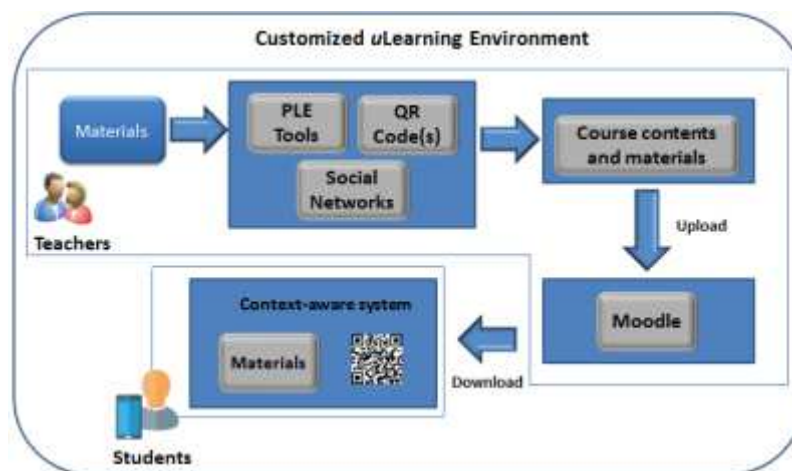 Customized uLearning Environment
Materials
PLE
Tools
QR
Code(s)
Social
Networks
Course contents
and materials
Teachers
Upload
Context-aware system
Materials
Moodle
Download
Students